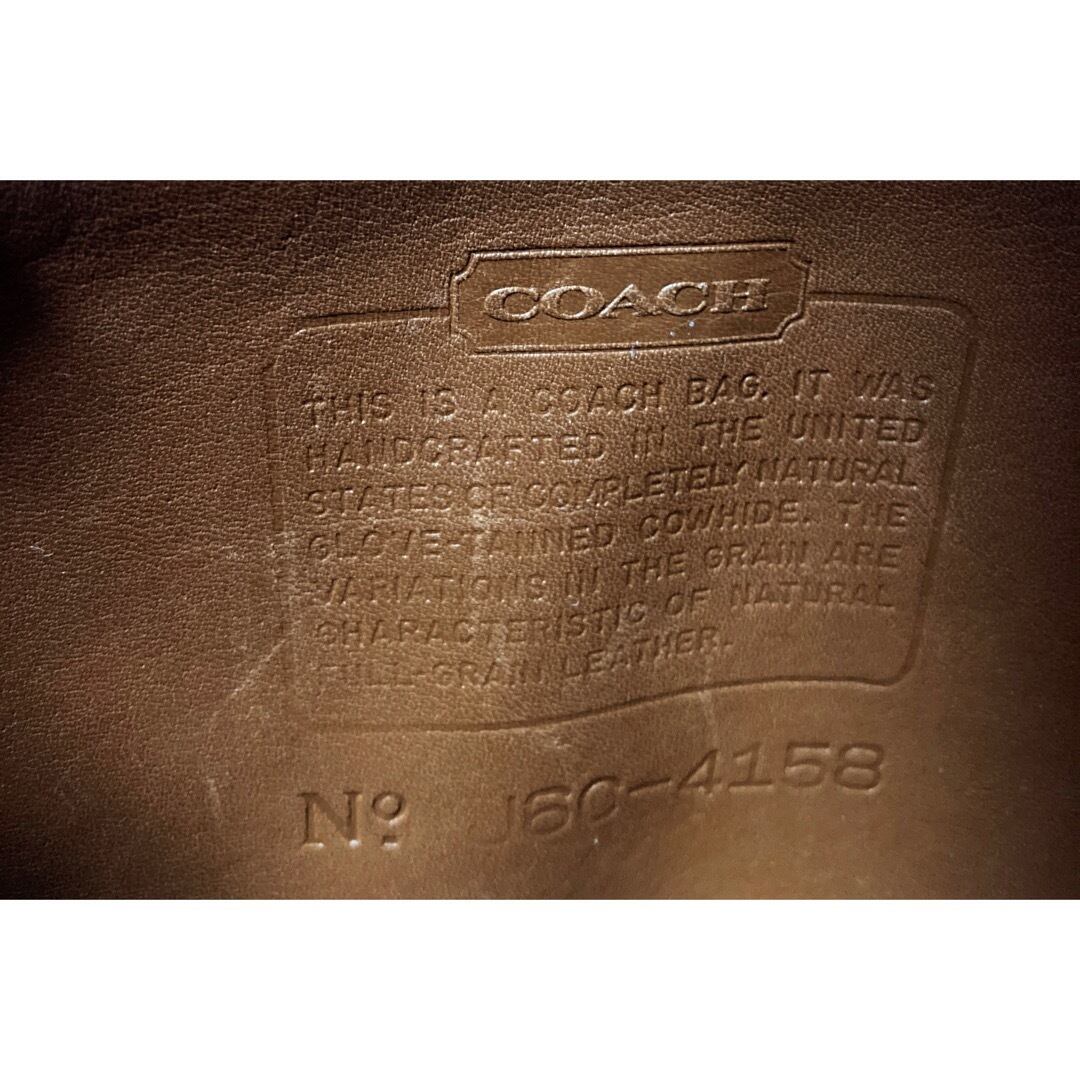 COACH
THIS IS A COACH BAG. IT WAS
HANDCRAFTED IN THE UNITED
STATES OF COMPLETELY NATURAL
GLOVE-TANNED COWHIDE. THE
VARIATIONS IN THE GRAIN ARE
CHARACTERISTIC OF NATURAL
FULL-GRAIN LEATHER.
Nº J6C-4158